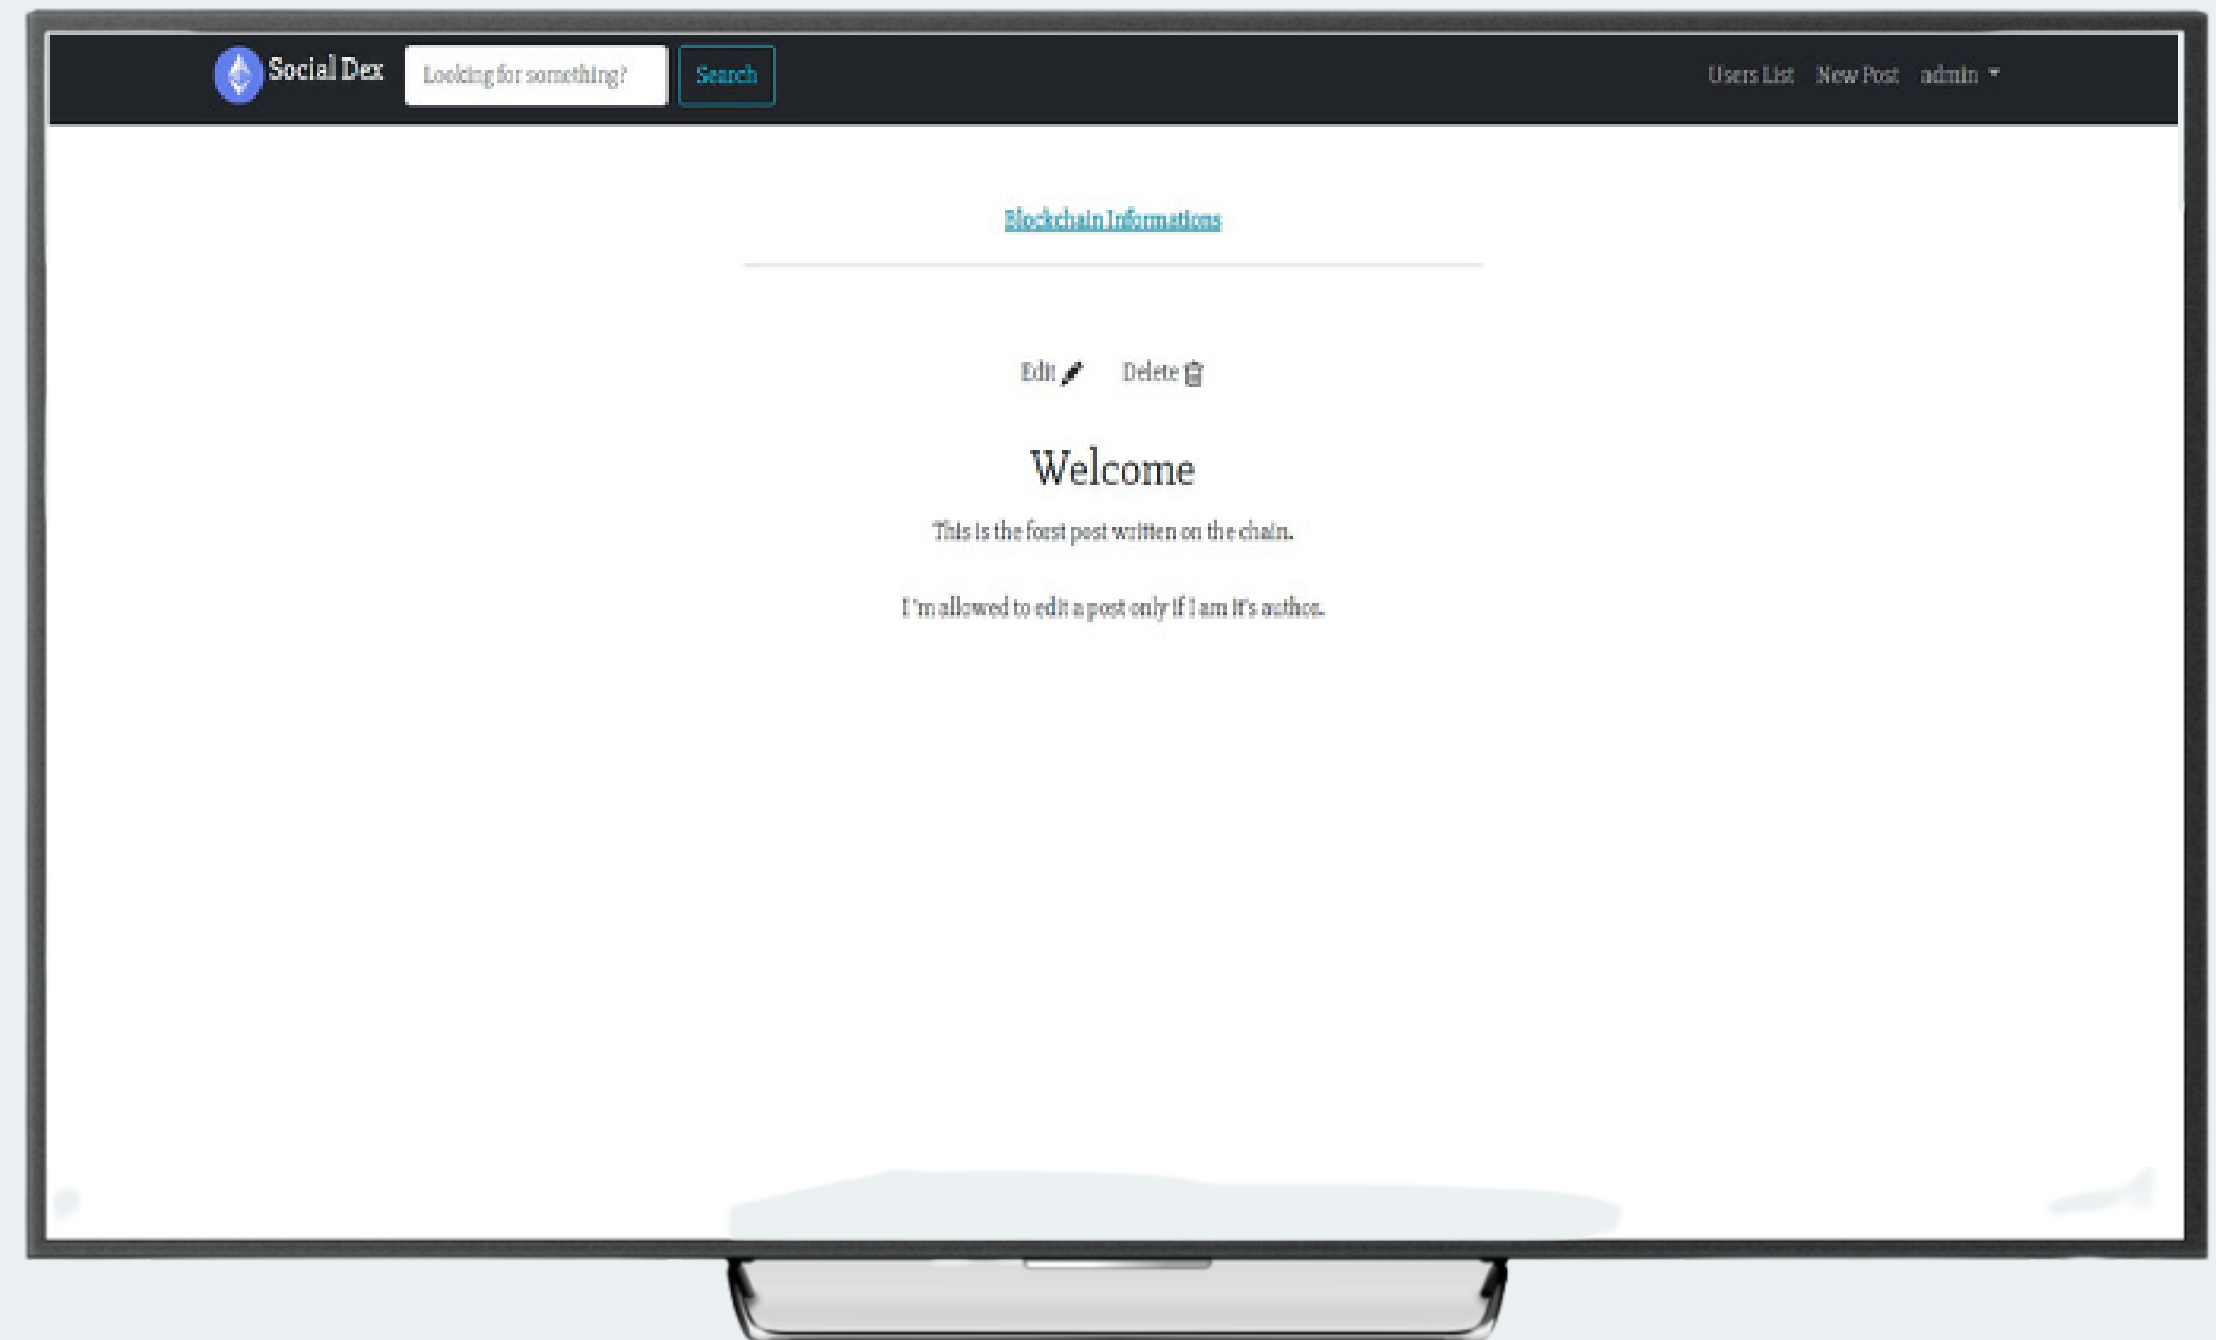 Social Dex
Looking for something?
Search
Users List
New Post
admin
Blockchain Informations
Edit
Delete
Welcome
This is the forst post written on the chain.
I 'm allowed to edit a post only if I am it's author.